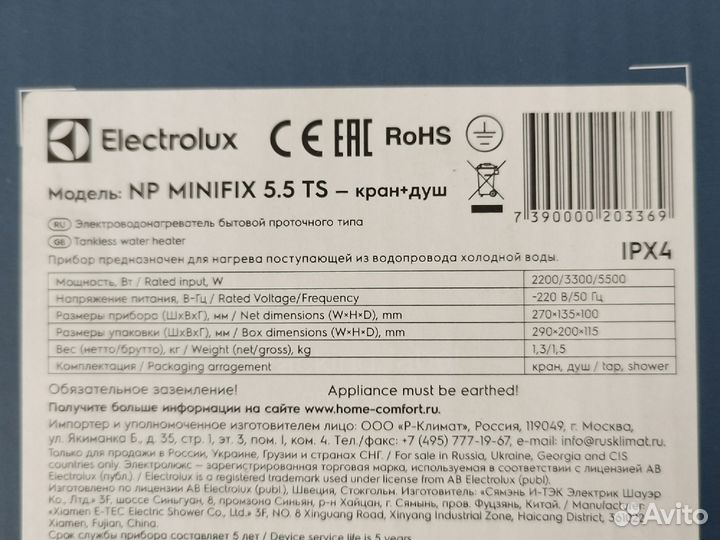 Electrolux CE EAC RoHS
Модель: NP MINIFIX 5.5 TS – кран+душ
7 390000 203369
RU Электроводонагреватель бытовой проточного типа
GB Tankless water heater
Прибор предназначен для нагрева поступающей из водопровода холодной воды.
IPX4
Мощность, Вт / Rated input, W 2200/3300/5500
Напряжение питания, В-Гц / Rated Voltage/Frequency ~220 В/50 Гц
Размеры прибора (ШхВхГ), мм / Net dimensions (W×H×D), mm 270×135×100
Размеры упаковки (ШхВхГ), мм / Box dimensions (W×H×D), mm 290×200×115
Вес (нетто/брутто), кг / Weight (net/gross), kg 1,3/1,5
Комплектация / Packaging arragement кран, душ / tap, shower
Обязательное заземление! Appliance must be earthed!
Получите больше информации на сайте www.home-comfort.ru.
Импортер и уполномоченное изготовителем лицо: ООО «Р-Климат», Россия, 119049, г. Москва,
ул. Якиманка Б., д. 35, стр. 1, эт. 3, пом. I, ком. 4. Тел./факс: +7 (495) 777-19-67, e-mail: info@rusklimat.ru.
Только для продажи в России, Украине, Грузии и странах СНГ. / For sale in Russia, Ukraine, Georgia and CIS
countries only. Электролюкс – зарегистрированная торговая марка, используемая в соответствии с лицензией AB
Electrolux (публ.). / Electrolux is a registered trademark used under license from AB Electrolux (publ.).
Изготовлено по лицензии AB Electrolux (publ.), Швеция, Стокгольм. Изготовитель: «Сямэнь И-ТЭК Электрик Шауэр
Ко., Лтд.» 3F, шоссе Синьгуан, 8, промзона Синьян, р-н Хайцан, г. Сямынь, пров. Фуцзянь, Китай. / Manufacturer
«Xiamen E-TEC Electric Shower Co., Ltd.» 3F, NO. 8 Xinguang Road, Xinyang Industrial Zone, Haicang District, 361022
Xiamen, Fujian, China.
Срок службы прибора составляет 5 лет / Device service life is 5 years.
Avito